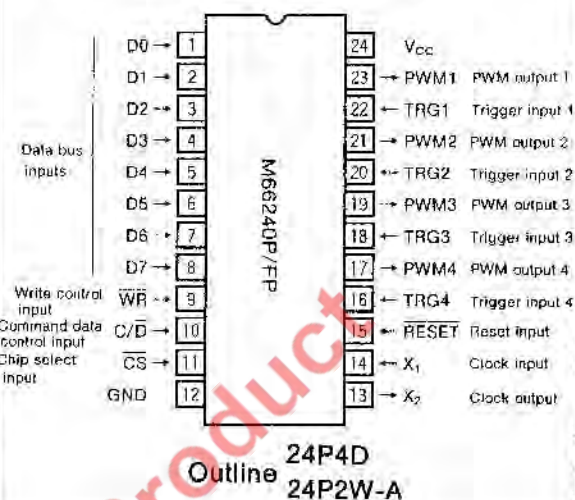 D0 → 1
D1 → 2
D2 → 3
D3 → 4
D4 → 5
D5 → 6
D6 → 7
D7 → 8
Data bus
inputs
Write control
input
W̅R̅ → 9
Command data
control input
C/D̅ → 10
Chip select
input
C̅S̅ → 11
GND 12
M66240P/FP
24 Vcc
23 → PWM1 PWM output 1
22 ← TRG1 Trigger input 1
21 → PWM2 PWM output 2
20 ← TRG2 Trigger input 2
19 → PWM3 PWM output 3
18 ← TRG3 Trigger input 3
17 → PWM4 PWM output 4
16 ← TRG4 Trigger input 4
15 ← R̅E̅S̅E̅T̅ Reset input
14 ← X₁ Clock input
13 → X₂ Clock output
Outline 24P4D
24P2W-A
product